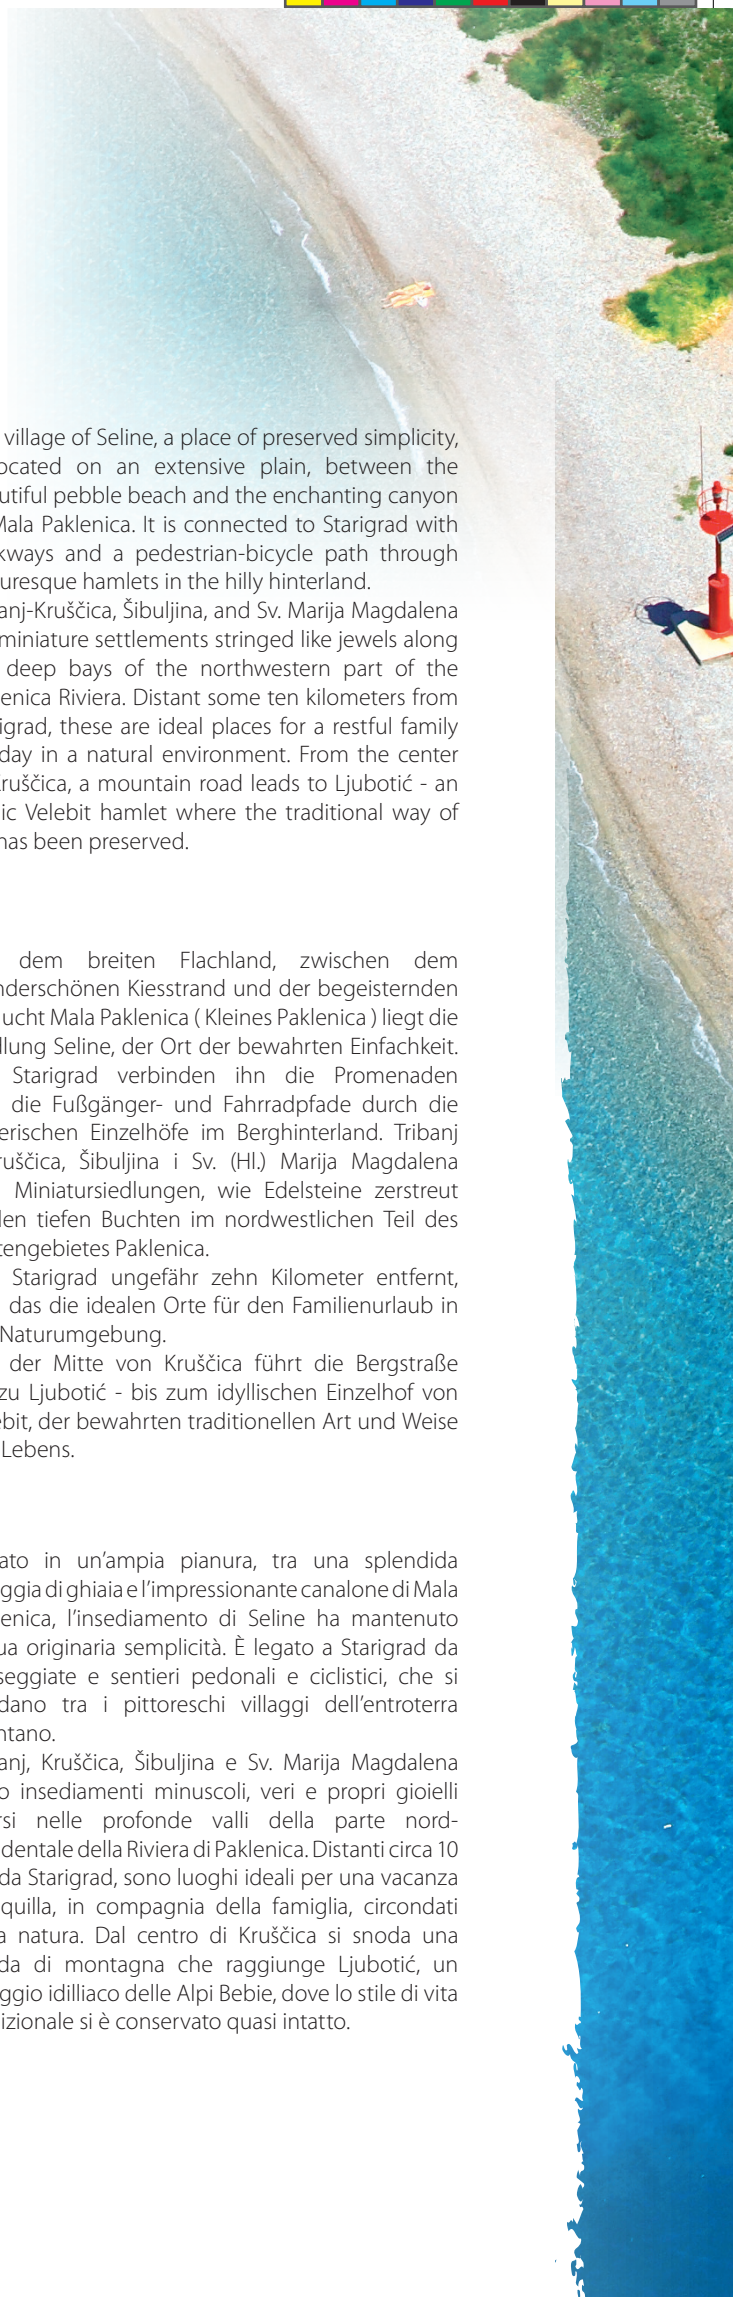 village of Seline, a place of preserved simplicity,
ocated on an extensive plain, between the
utiful pebble beach and the enchanting canyon
Mala Paklenica. It is connected to Starigrad with
kways and a pedestrian-bicycle path through
uresque hamlets in the hilly hinterland.
anj-Kruščica, Šibuljina, and Sv. Marija Magdalena
miniature settlements stringed like jewels along
deep bays of the northwestern part of the
enica Riviera. Distant some ten kilometers from
igrad, these are ideal places for a restful family
day in a natural environment. From the center
Kruščica, a mountain road leads to Ljubotić - an
ic Velebit hamlet where the traditional way of
has been preserved.
dem breiten Flachland, zwischen dem
nderschönen Kiesstrand und der begeisternden
ucht Mala Paklenica ( Kleines Paklenica ) liegt die
dlung Seline, der Ort der bewahrten Einfachkeit.
Starigrad verbinden ihn die Promenaden
die Fußgänger- und Fahrradpfade durch die
erischen Einzelhöfe im Berghinterland. Tribanj
ruščica, Šibuljina i Sv. (Hl.) Marija Magdalena
Miniatursiedlungen, wie Edelsteine zerstreut
den tiefen Buchten im nordwestlichen Teil des
tengebietes Paklenica.
Starigrad ungefähr zehn Kilometer entfernt,
das die idealen Orte für den Familienurlaub in
Naturumgebung.
der Mitte von Kruščica führt die Bergstraße
zu Ljubotić - bis zum idyllischen Einzelhof von
ebit, der bewahrten traditionellen Art und Weise
Lebens.
ato in un’ampia pianura, tra una splendida
ggia di ghiaia e l’impressionante canalone di Mala
enica, l’insediamento di Seline ha mantenuto
ua originaria semplicità. È legato a Starigrad da
seggiate e sentieri pedonali e ciclistici, che si
dano tra i pittoreschi villaggi dell’entroterra
ntano.
anj, Kruščica, Šibuljina e Sv. Marija Magdalena
o insediamenti minuscoli, veri e propri gioielli
rsi nelle profonde valli della parte nord-
dentale della Riviera di Paklenica. Distanti circa 10
da Starigrad, sono luoghi ideali per una vacanza
quilla, in compagnia della famiglia, circondati
a natura. Dal centro di Kruščica si snoda una
da di montagna che raggiunge Ljubotić, un
ggio idilliaco delle Alpi Bebie, dove lo stile di vita
izionale si è conservato quasi intatto.